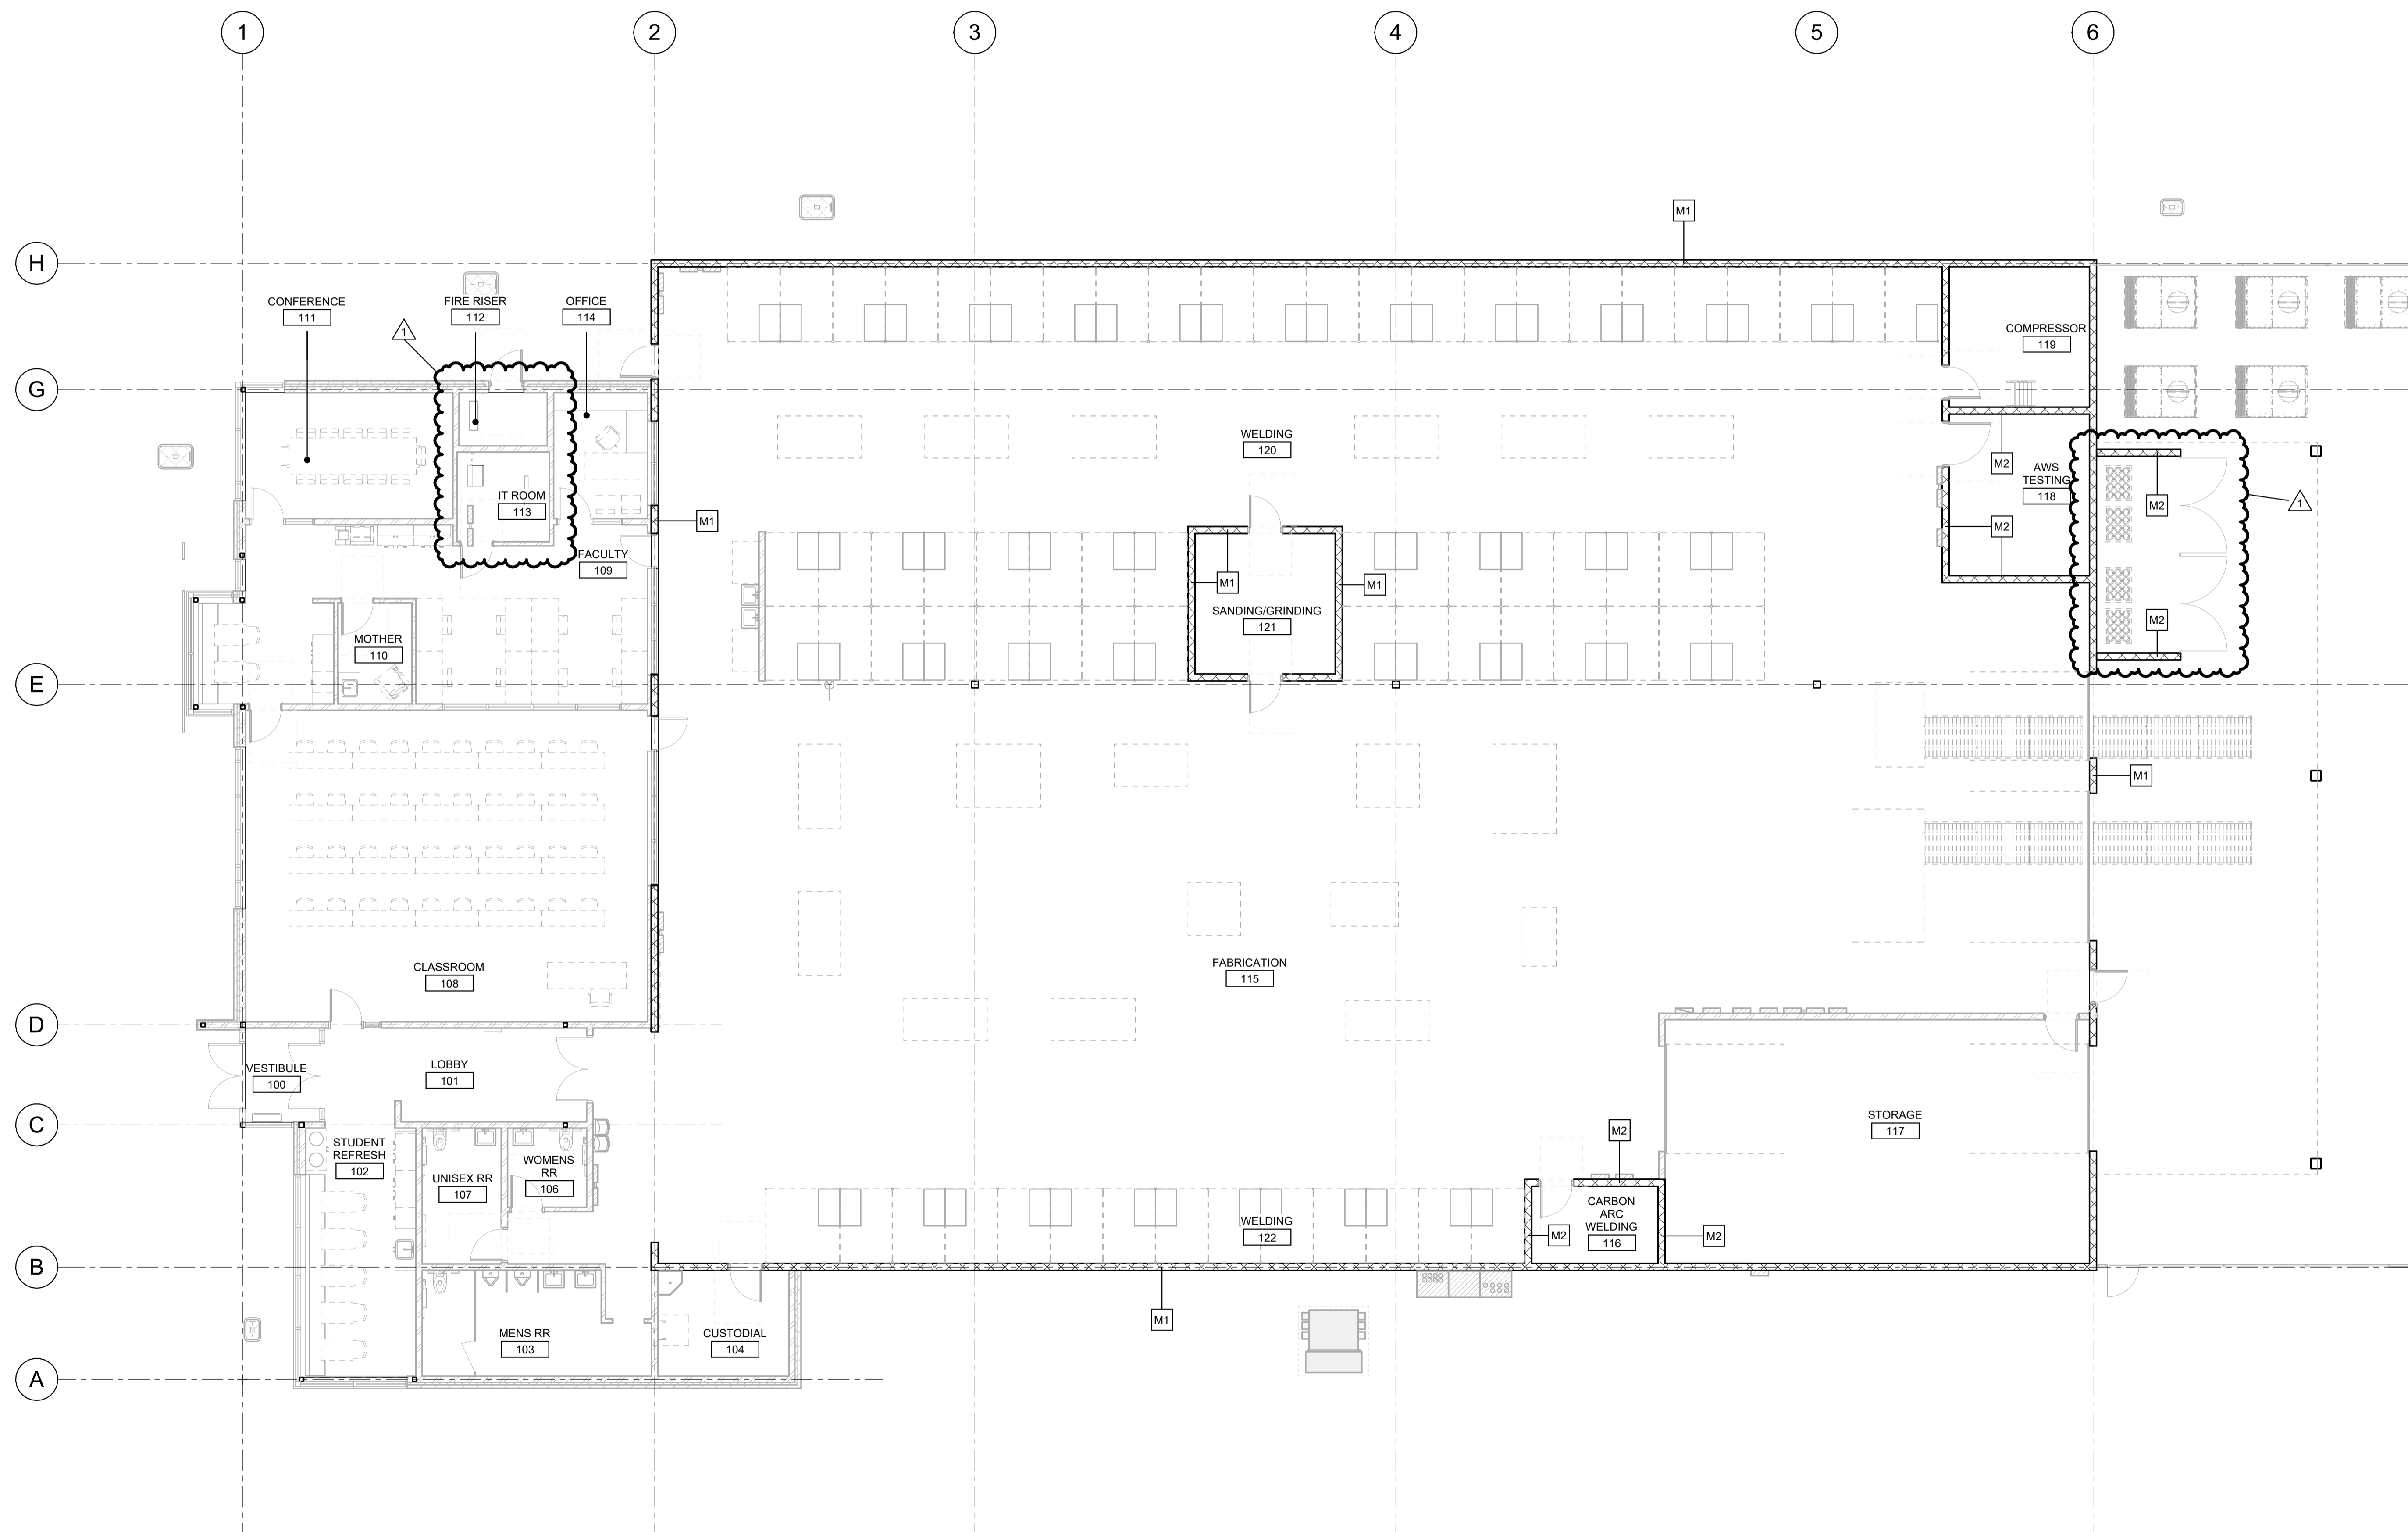 1
2
3
4
5
6
M1
H
CONFERENCE
111
FIRE RISER
112
OFFICE
114
1
COMPRESSOR
119
G
WELDING
120
M2
AWS
TESTING
118
M2
1
IT ROOM
113
M1
M2
FACULTY
109
M1
M1
SANDING/GRINDING
121
M2
MOTHER
110
E
M1
FABRICATION
115
CLASSROOM
108
D
VESTIBULE
100
LOBBY
101
C
STORAGE
117
M2
STUDENT
REFRESH
102
WOMENS
RR
106
UNISEX RR
107
WELDING
122
CARBON
ARC
WELDING
116
M2
M2
B
M1
MENS RR
103
CUSTODIAL
104
A